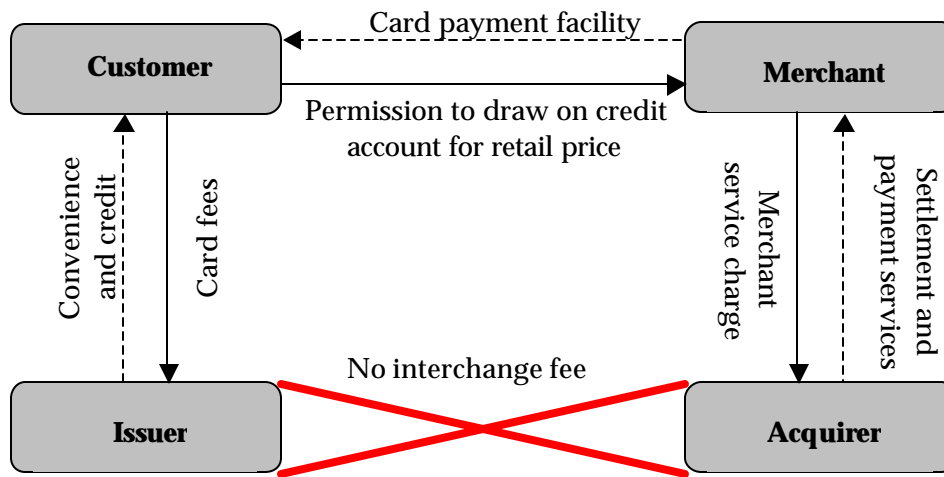 Card payment facility
Customer
Merchant
Permission to draw on credit
account for retail price
Convenience
and credit
Card fees
Merchant
service charge
Settlement and
payment services
No interchange fee
Issuer
Acquirer